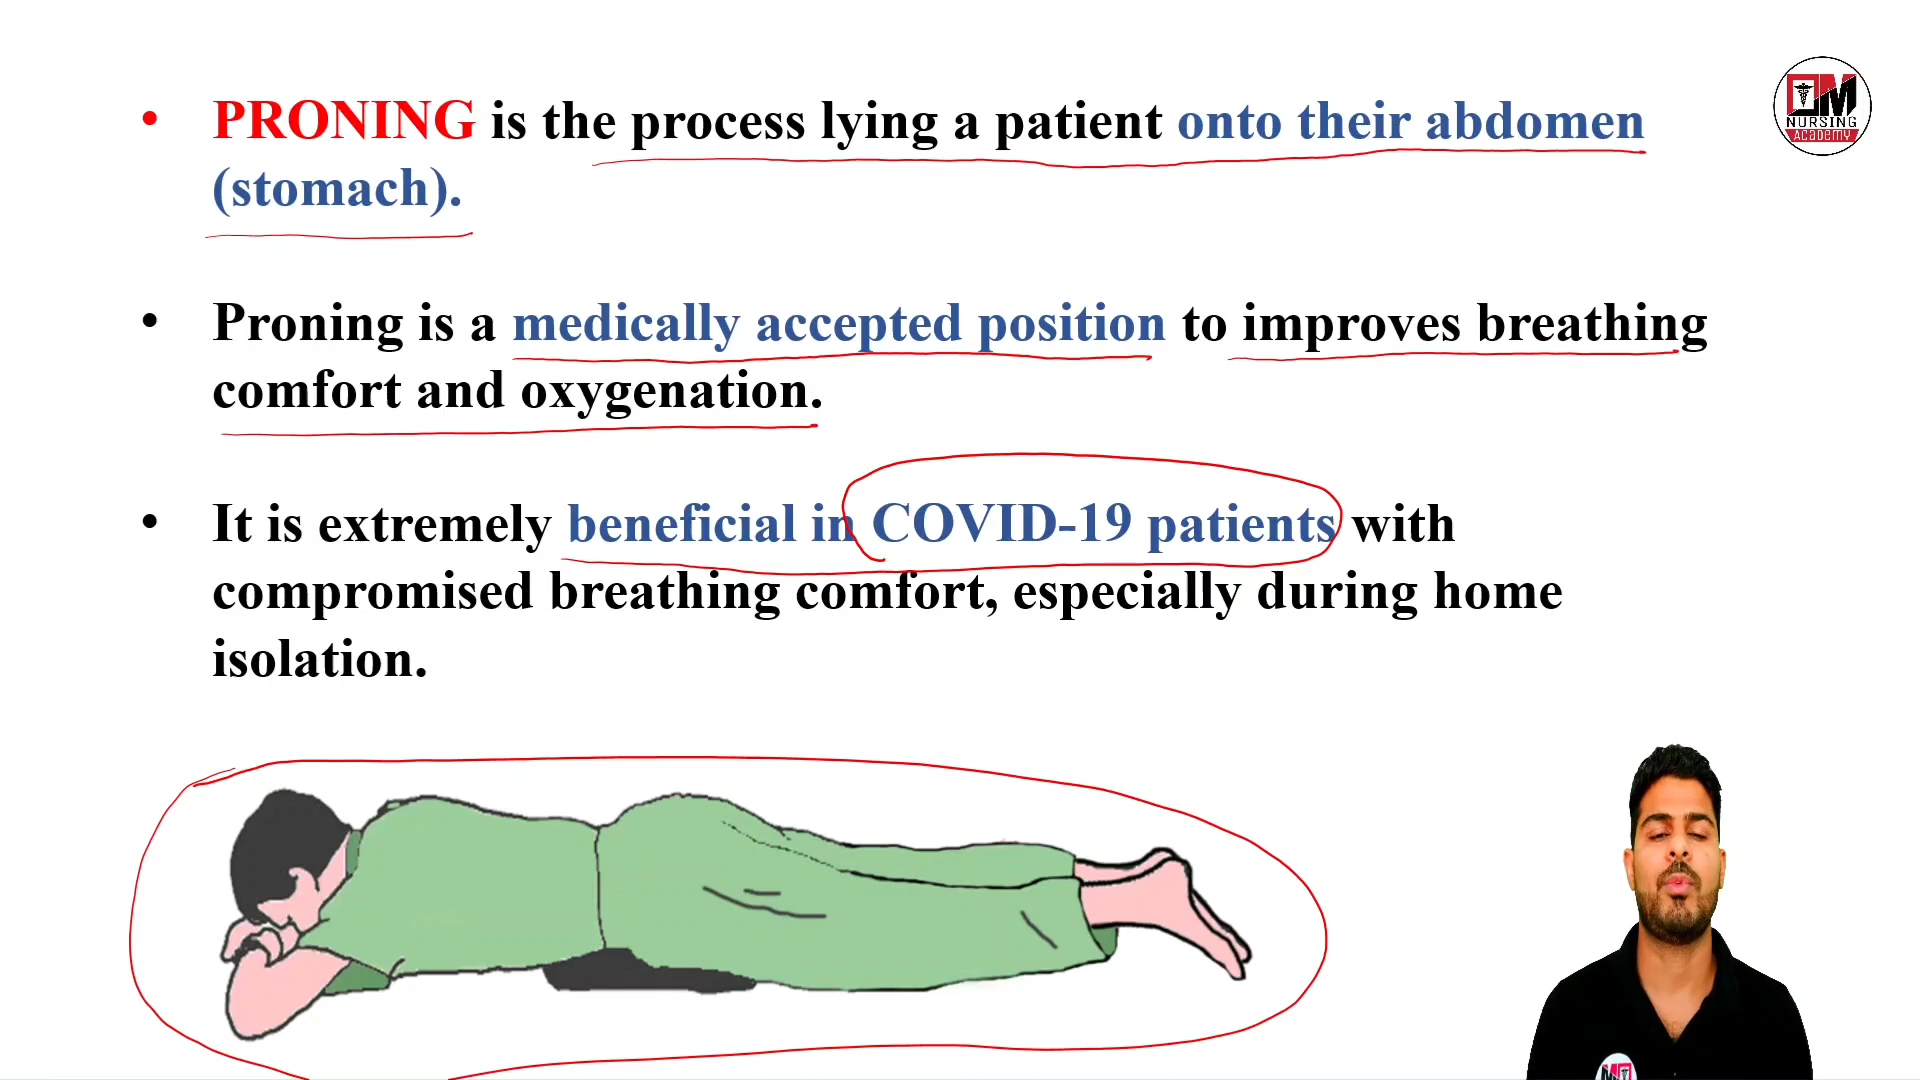 • PRONING is the process lying a patient onto their abdomen
(stomach).
• Proning is a medically accepted position to improves breathing
comfort and oxygenation.
• It is extremely beneficial in COVID-19 patients with
compromised breathing comfort, especially during home
isolation.
OM
NURSING
ACADEMY